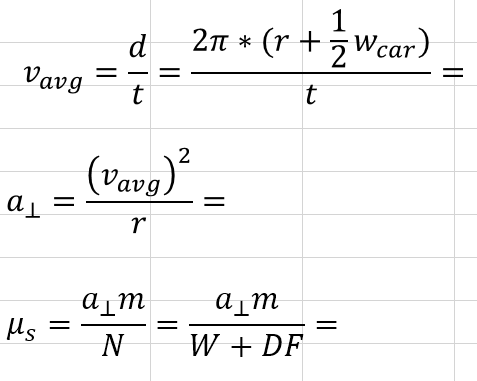 v_avg = d/t = 2π * (r + 1/2 w_car) / t =
a_⊥ = (v_avg)^2 / r =
μ_s = a_⊥m / N = a_⊥m / W + DF =